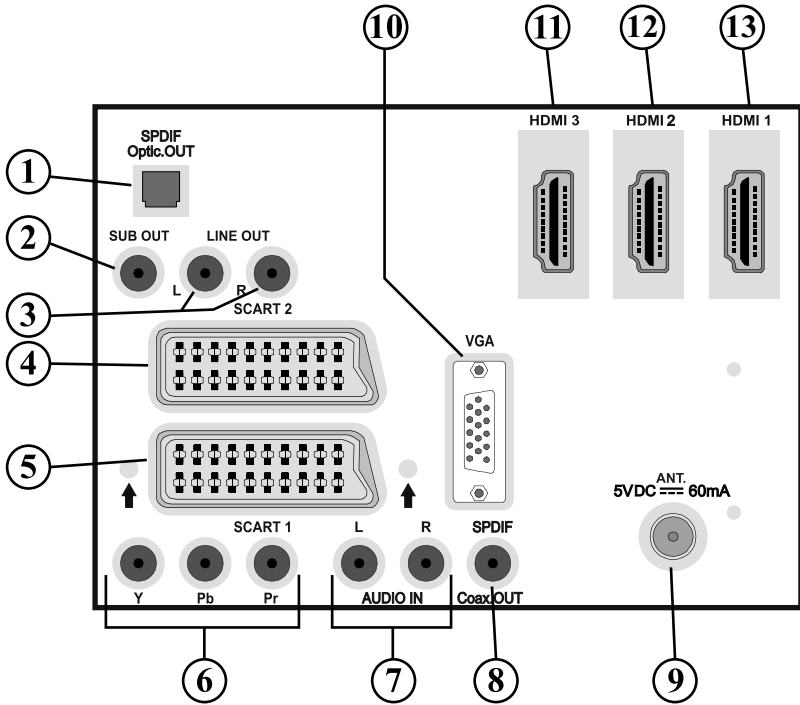 10
11
12
13
HDMI 3
HDMI 2
HDMI 1
SPDIF
Optic.OUT
1
2
SUB OUT
LINE OUT
L
R
3
SCART 2
4
VGA
5
ANT.
5VDC 60mA
SCART 1
L
R
SPDIF
Y
Pb
Pr
AUDIO IN
Coax.OUT
6
7
8
9